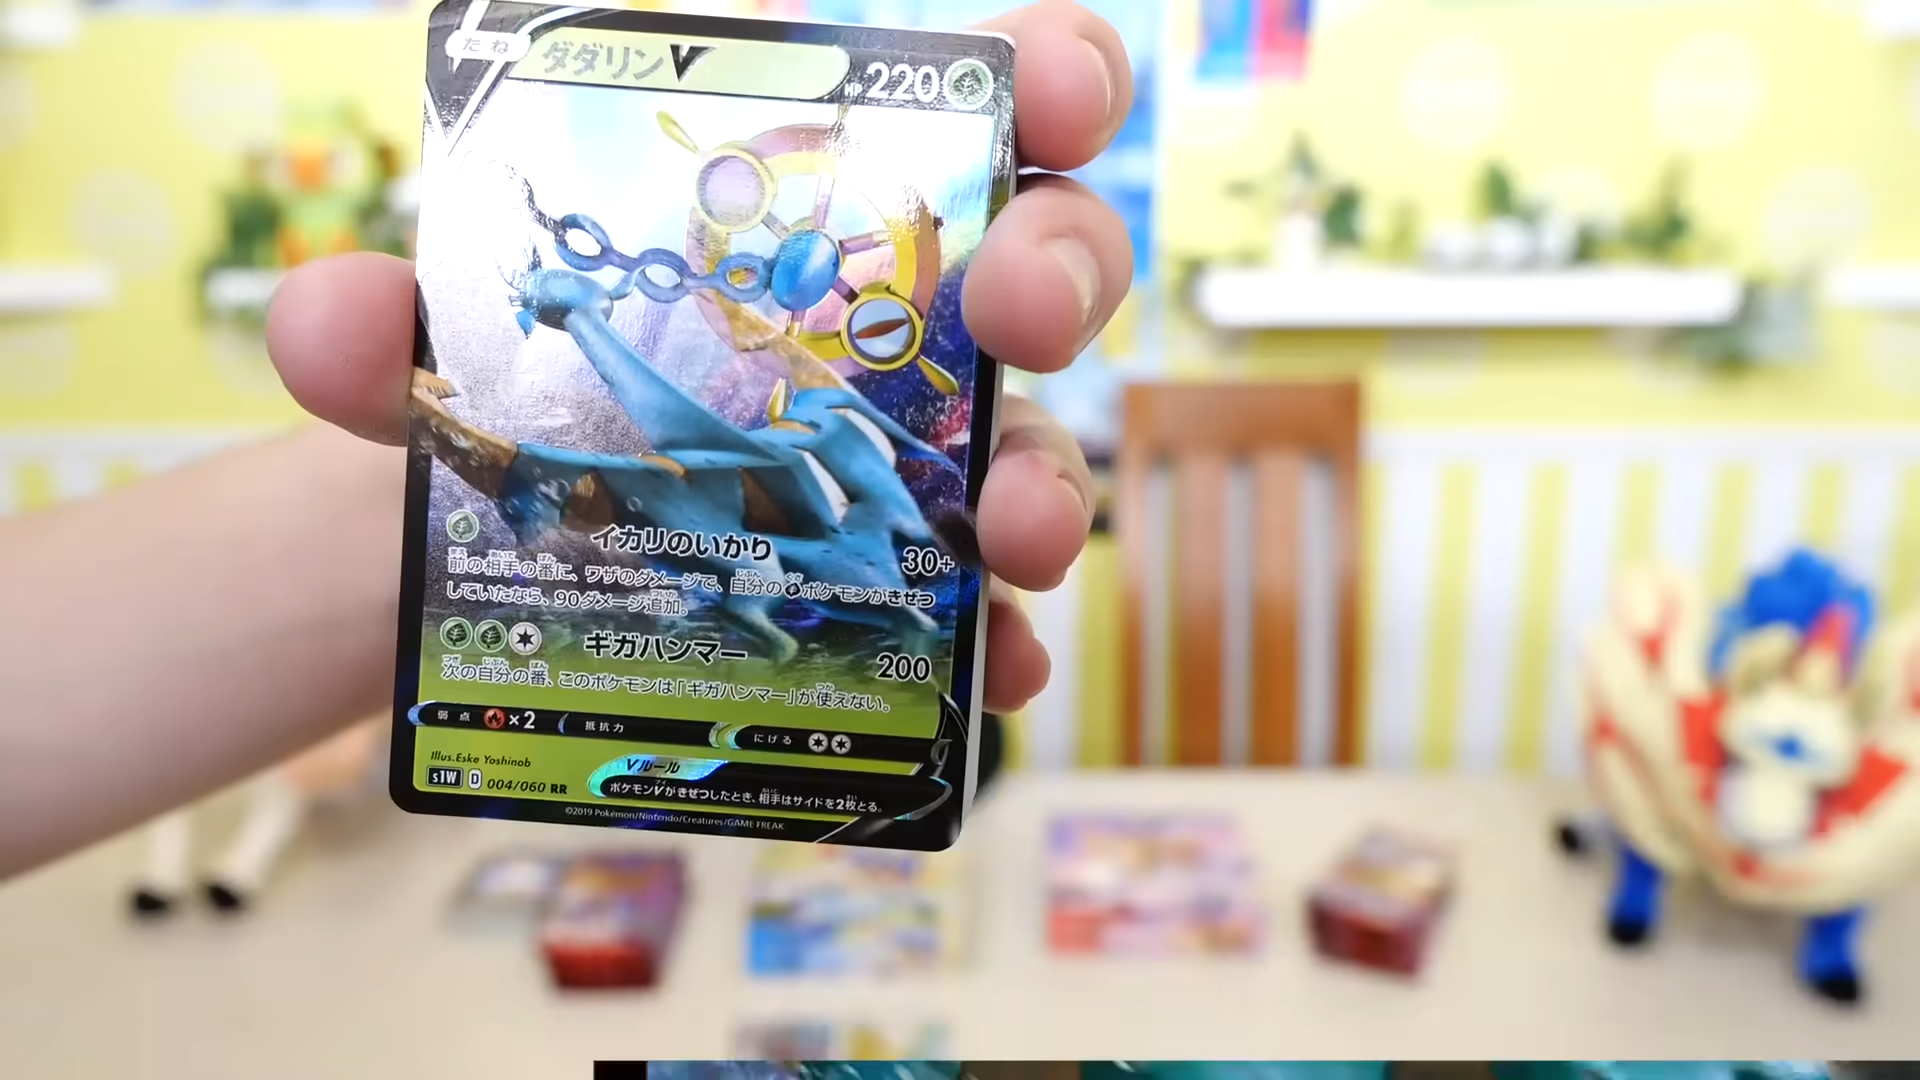 たね
ダダリンV
HP 220
イカリのいかり
30+
前の相手の番に、ワザのダメージで、自分のポケモンがきぜつ
していたなら、90ダメージ追加。
ギガハンマー
200
次の自分の番、このポケモンは「ギガハンマー」が使えない。
弱点 ×2 抵抗力 にげる
Illus.Eske Yoshinob
Vルール
s1W D 004/060 RR
ポケモンVがきぜつしたとき、相手はサイドを2枚とる。
©2019 Pokémon/Nintendo/Creatures/GAME FREAK